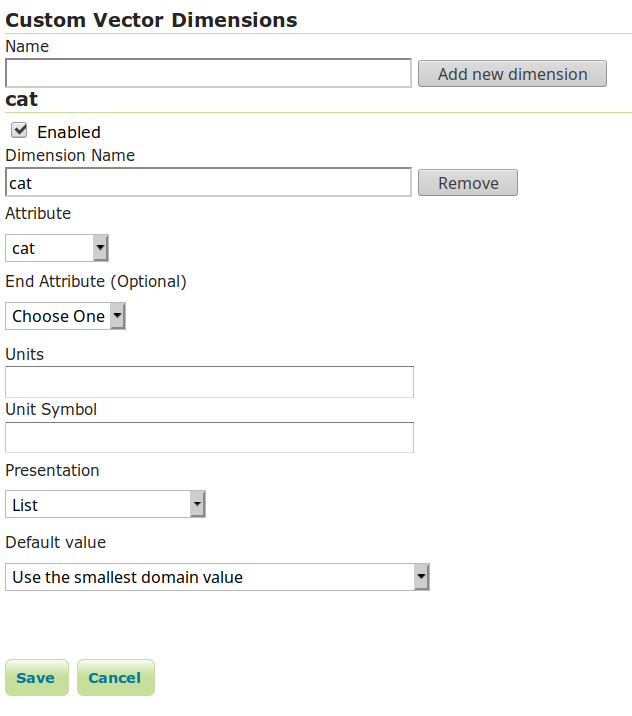 Custom Vector Dimensions
Name
Add new dimension
cat
Enabled
Dimension Name
cat Remove
Attribute
cat
End Attribute (Optional)
Choose One
Units
Unit Symbol
Presentation
List
Default value
Use the smallest domain value
Save Cancel